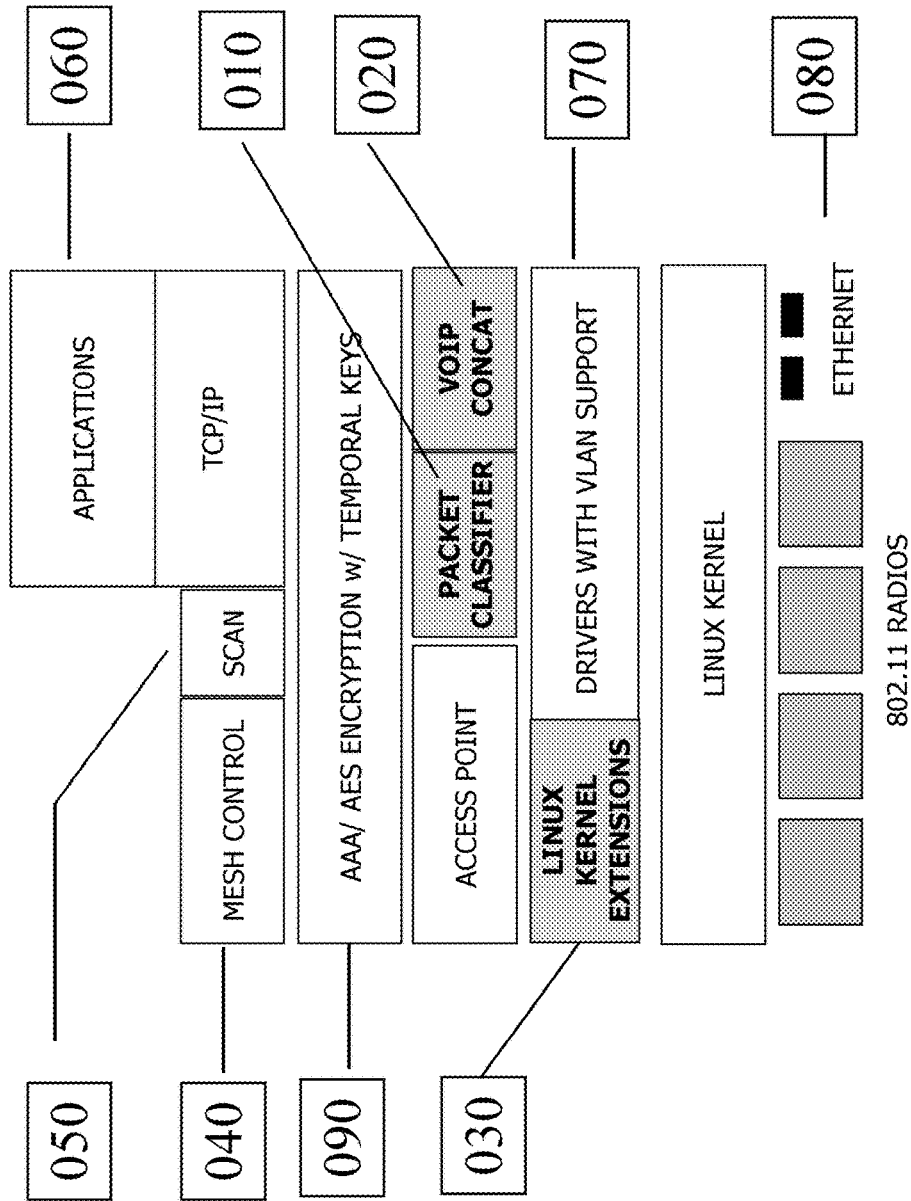 050
APPLICATIONS
060
040
MESH CONTROL
SCAN
TCP/IP
010
090
AAA/ AES ENCRYPTION w/ TEMPORAL KEYS
020
030
ACCESS POINT
PACKET
CLASSIFIER
VOIP
CONCAT
LINUX
KERNEL
EXTENSIONS
DRIVERS WITH VLAN SUPPORT
070
LINUX KERNEL
080
ETHERNET
802.11 RADIOS